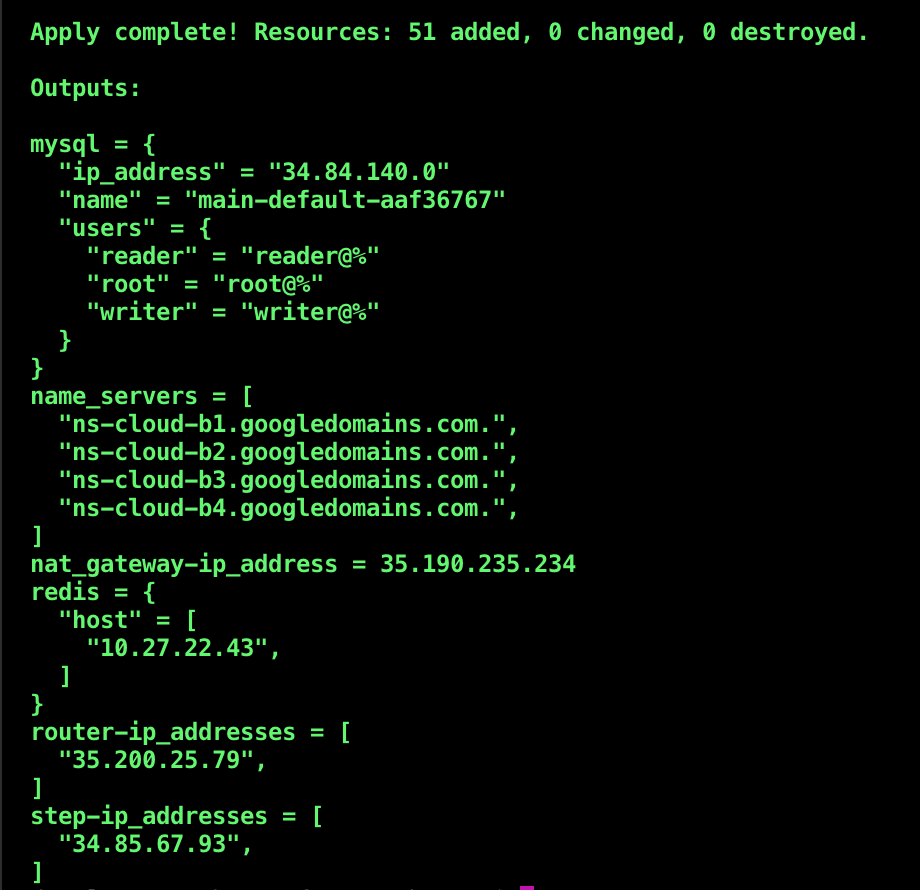 Apply complete! Resources: 51 added, 0 changed, 0 destroyed.
Outputs:
mysql = {
  "ip_address" = "34.84.140.0"
  "name" = "main-default-aaf36767"
  "users" = {
    "reader" = "reader@%"
    "root" = "root@%"
    "writer" = "writer@%"
  }
}
name_servers = [
  "ns-cloud-b1.googledomains.com.",
  "ns-cloud-b2.googledomains.com.",
  "ns-cloud-b3.googledomains.com.",
  "ns-cloud-b4.googledomains.com.",
]
nat_gateway-ip_address = 35.190.235.234
redis = {
  "host" = [
    "10.27.22.43",
  ]
}
router-ip_addresses = [
  "35.200.25.79",
]
step-ip_addresses = [
  "34.85.67.93",
]